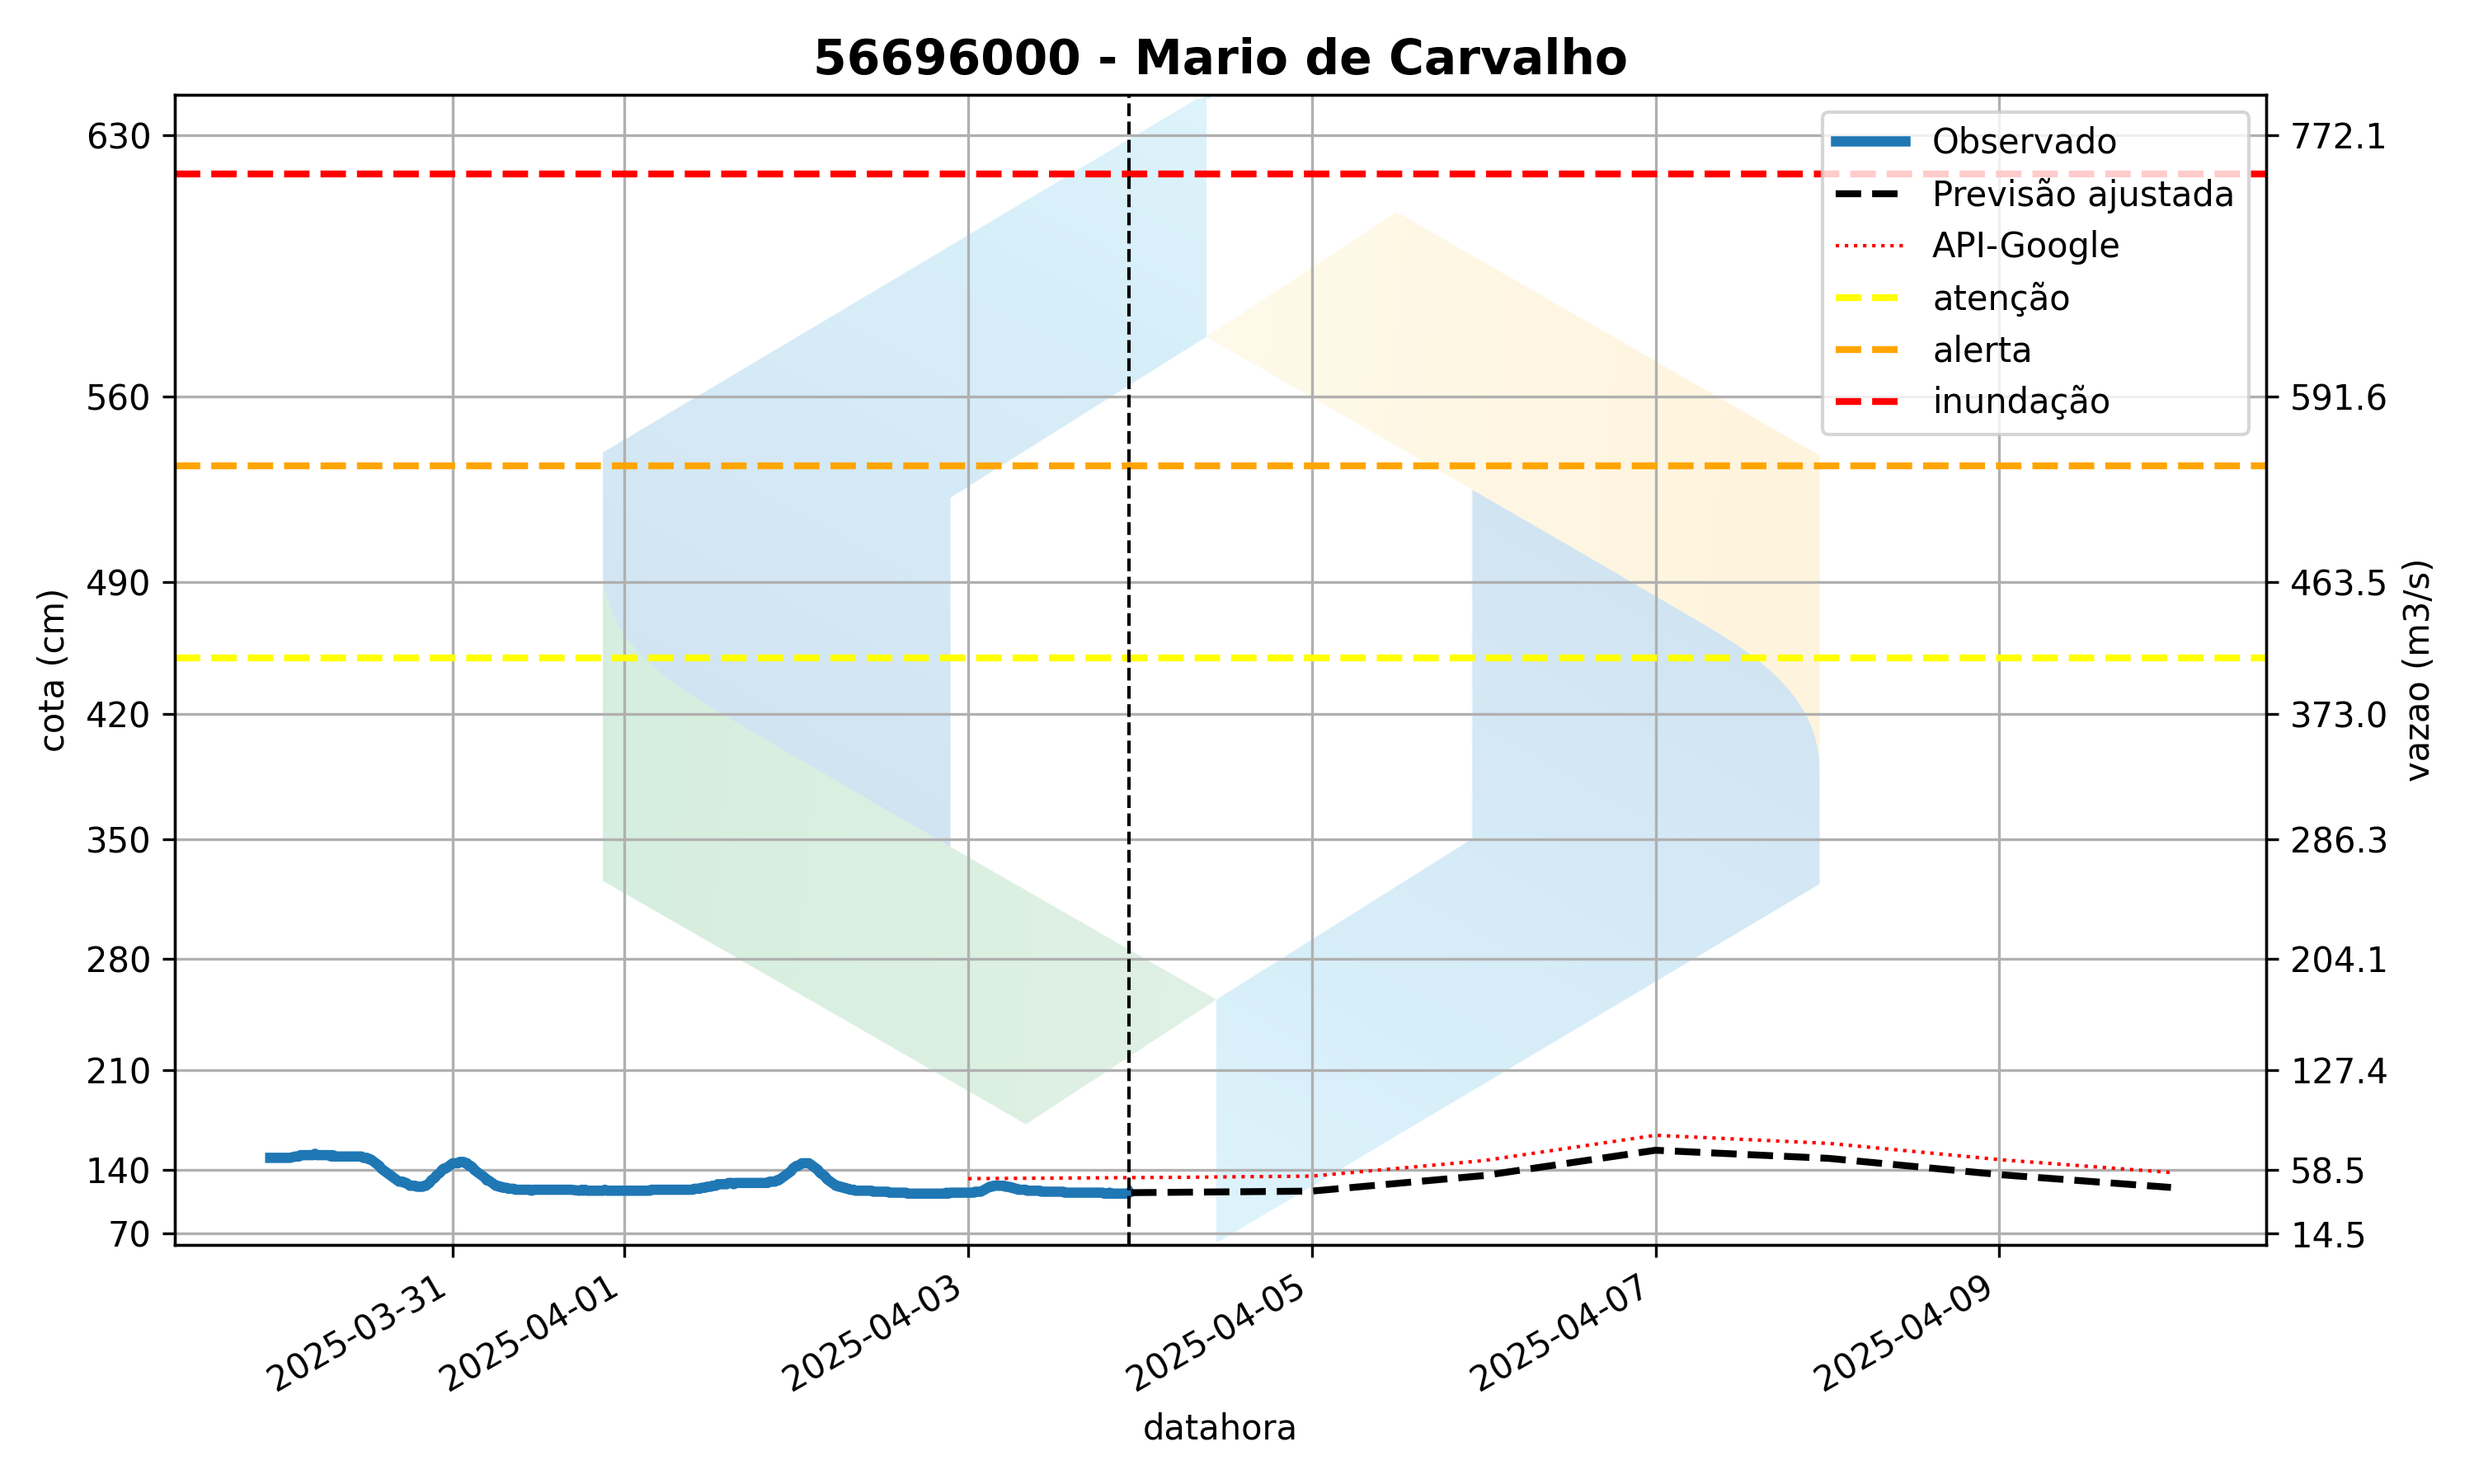 56696000 - Mario de Carvalho
630
560
490
420
350
280
210
140
70
cota (cm)
772.1
591.6
463.5
373.0
286.3
204.1
127.4
58.5
14.5
vazao (m3/s)
Observado
Previsão ajustada
API-Google
atenção
alerta
inundação
2025-03-31
2025-04-01
2025-04-03
2025-04-05
2025-04-07
2025-04-09
datahora